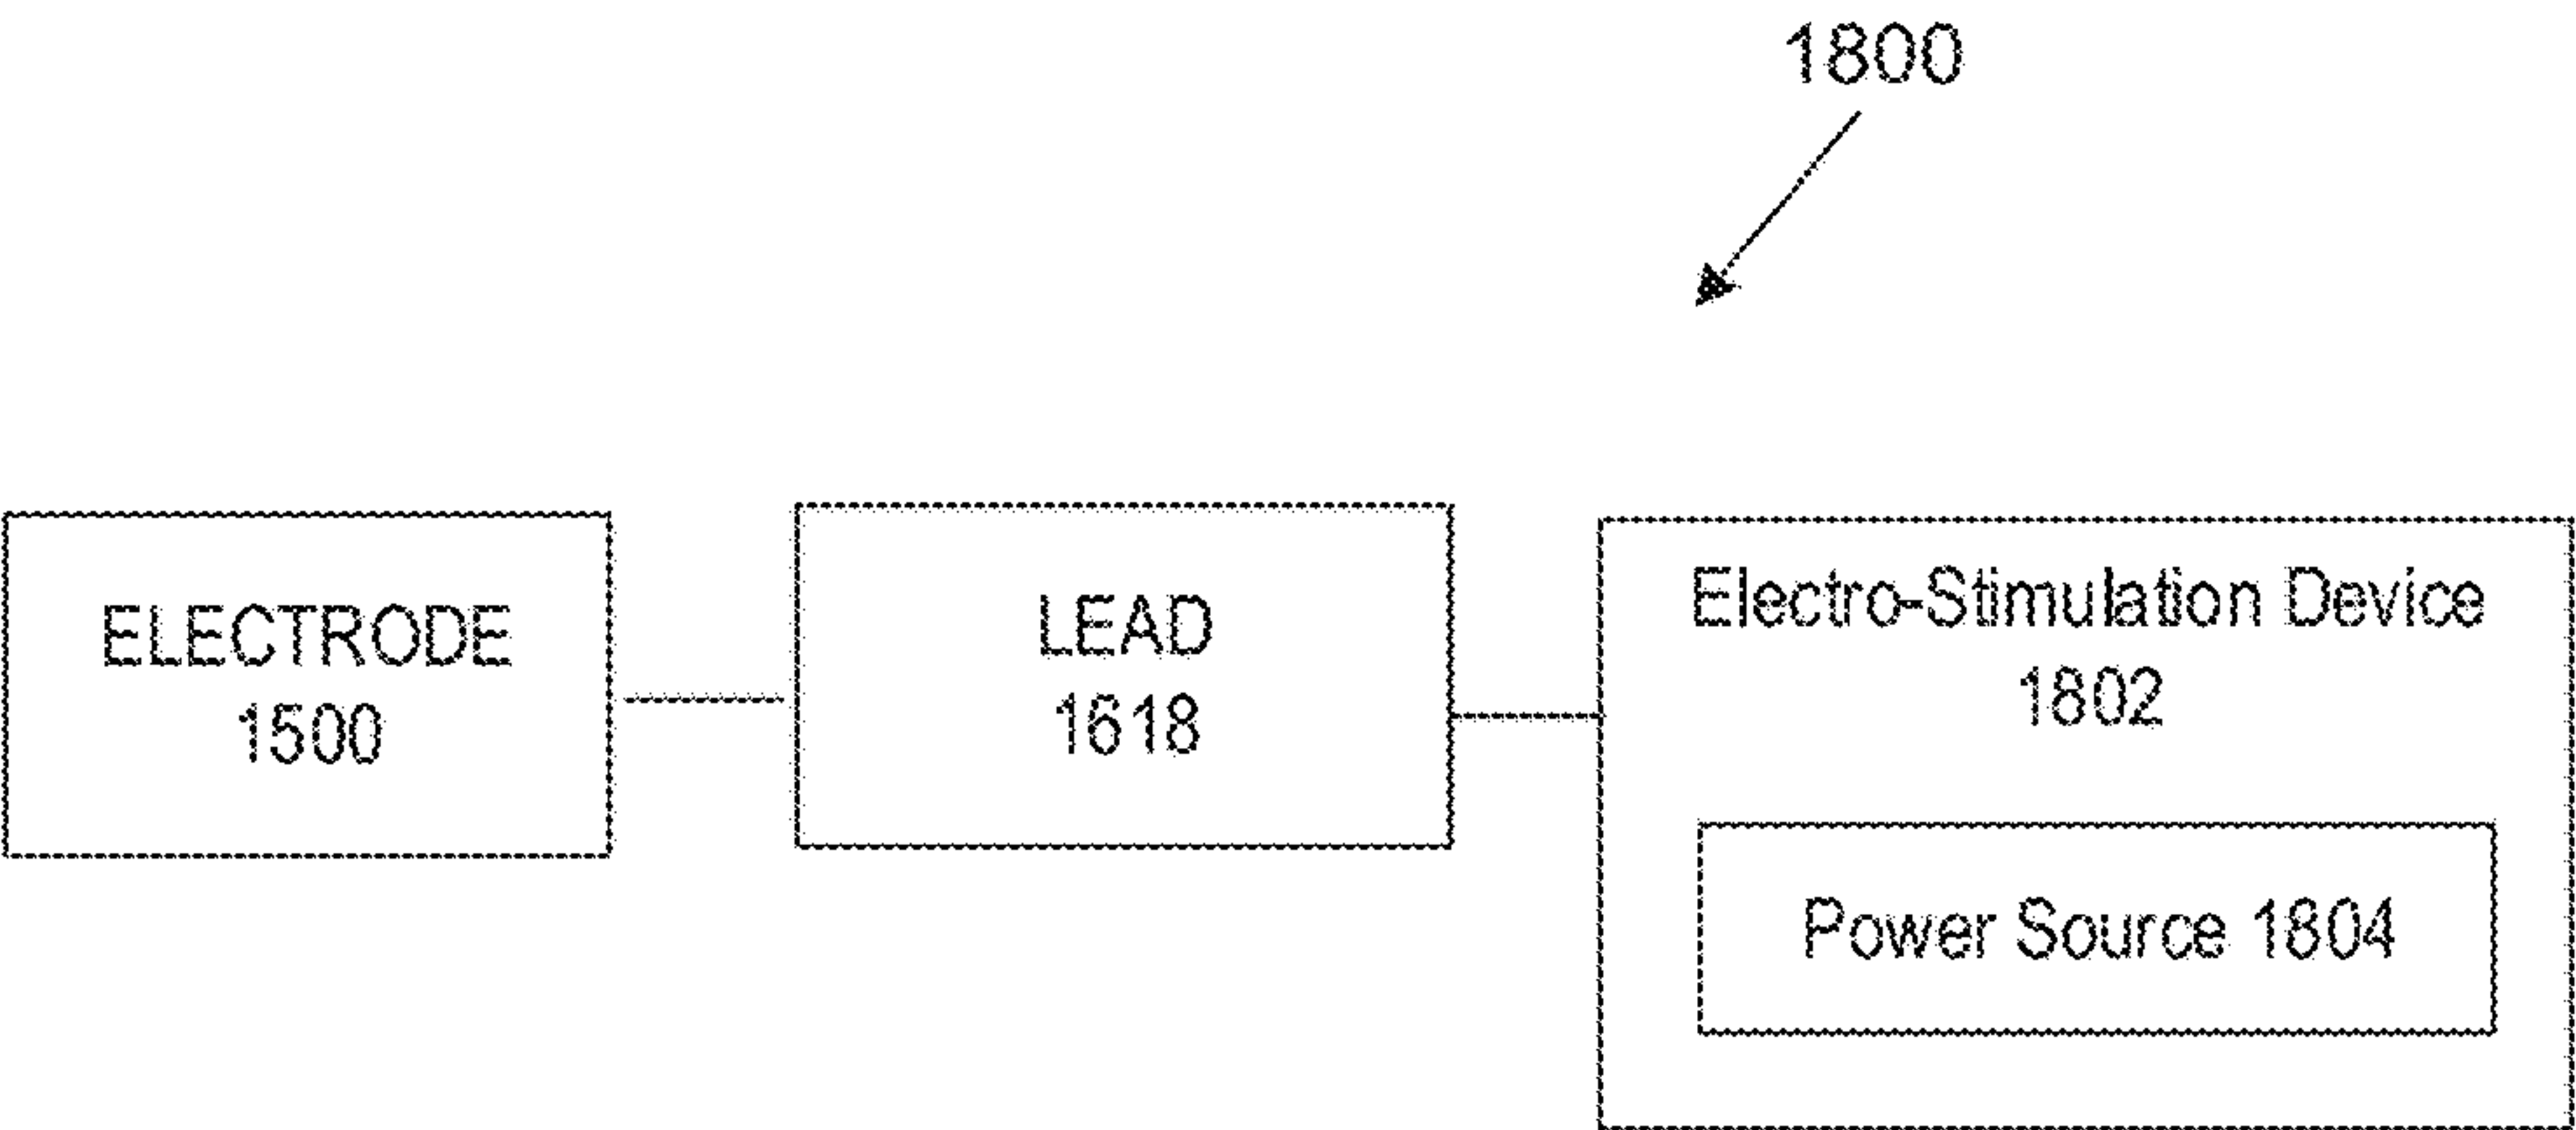 1800
ELECTRODE
1500
LEAD
1618
Electro-Stimulation Device
1802
Power Source 1804